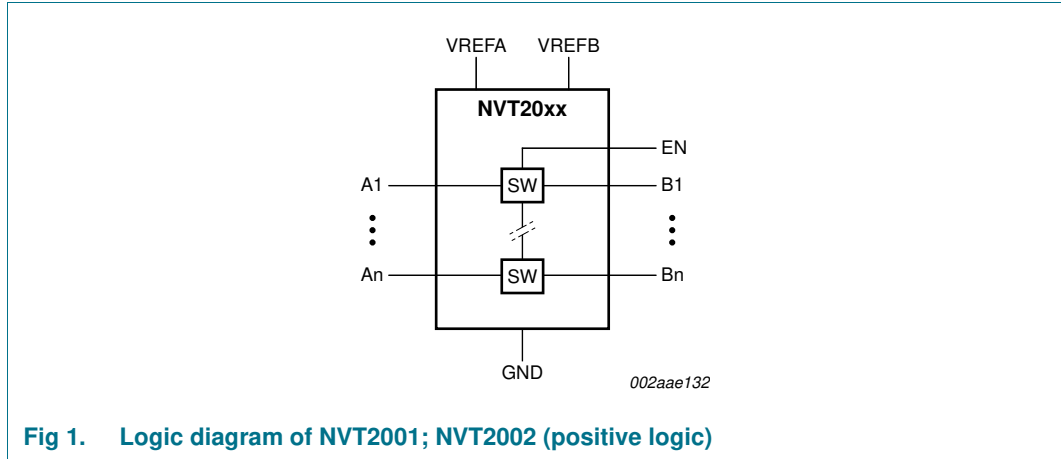 VREFA VREFB
NVT20xx
EN
A1 SW B1
An SW Bn
GND
002aae132
Fig 1. Logic diagram of NVT2001; NVT2002 (positive logic)